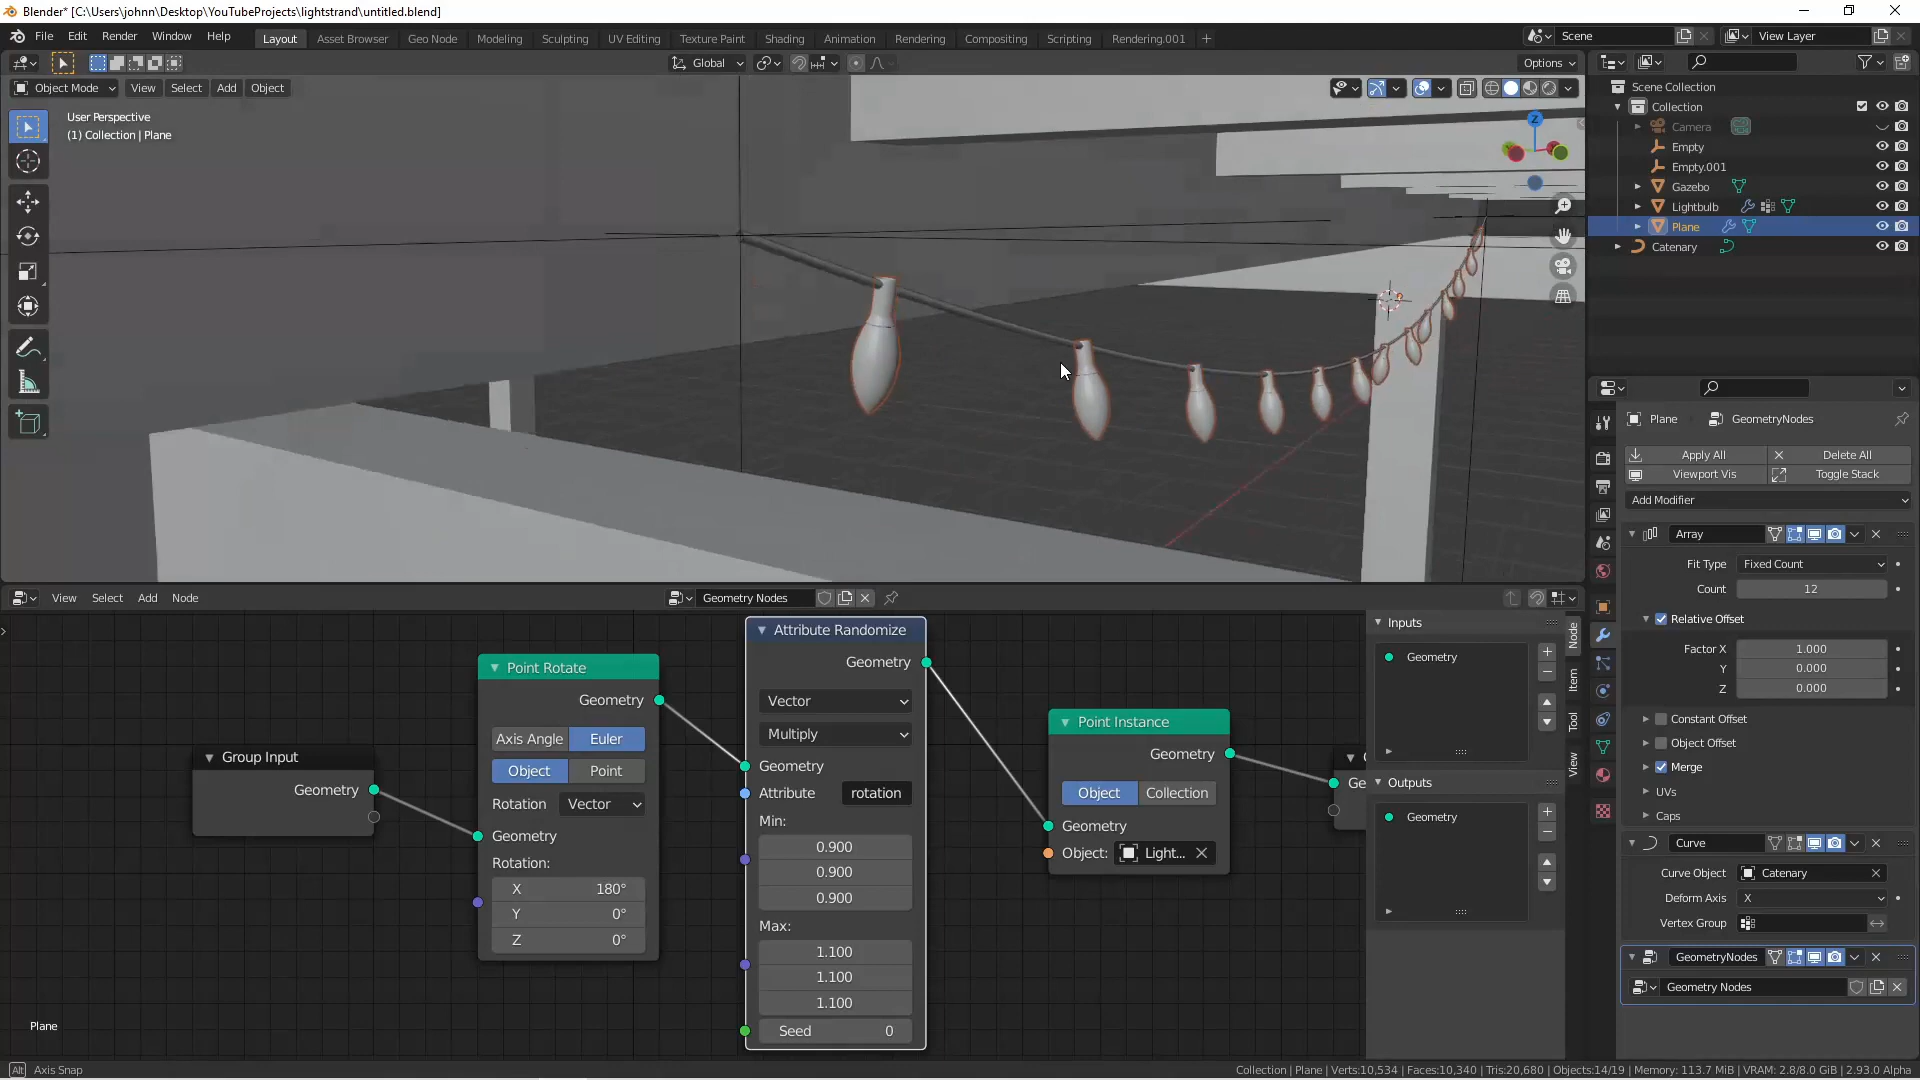 Blender* [C:\Users\johnn\Desktop\YouTubeProjects\lightstrand\untitled.blend]
File Edit Render Window Help Layout Asset Browser Geo Node Modeling Sculpting UV Editing Texture Paint Shading Animation Rendering Compositing Scripting Rendering.001 + Scene View Layer
Global Options
Object Mode View Select Add Object
User Perspective
(1) Collection | Plane
Z
Scene Collection
Collection
Camera
Empty
Empty.001
Gazebo
Lightbulb
Plane
Catenary
Plane GeometryNodes
Apply All Delete All
Viewport Vis Toggle Stack
Add Modifier
Array
Fit Type Fixed Count
Count 12
Relative Offset
Factor X 1.000
Y 0.000
Z 0.000
Constant Offset
Object Offset
Merge
UVs
Caps
Curve
Curve Object Catenary
Deform Axis X
Vertex Group
GeometryNodes
Geometry Nodes
View Select Add Node Geometry Nodes
Group Input
Geometry
Point Rotate
Geometry
Axis Angle Euler
Object Point
Rotation Vector
Geometry
Rotation:
X 180°
Y 0°
Z 0°
Attribute Randomize
Geometry
Vector
Multiply
Geometry
Attribute rotation
Min:
0.900
0.900
0.900
Max:
1.100
1.100
1.100
Seed 0
Point Instance
Geometry
Object Collection
Geometry
Object: Light...
Ge
Inputs
Geometry
Outputs
Geometry
Node
Item
Tool
View
Plane
Alt Axis Snap
Collection | Plane | Verts:10,534 | Faces:10,340 | Tris:20,680 | Objects:14/19 | Memory: 113.7 MiB | VRAM: 2.8/8.0 GiB | 2.93.0 Alpha